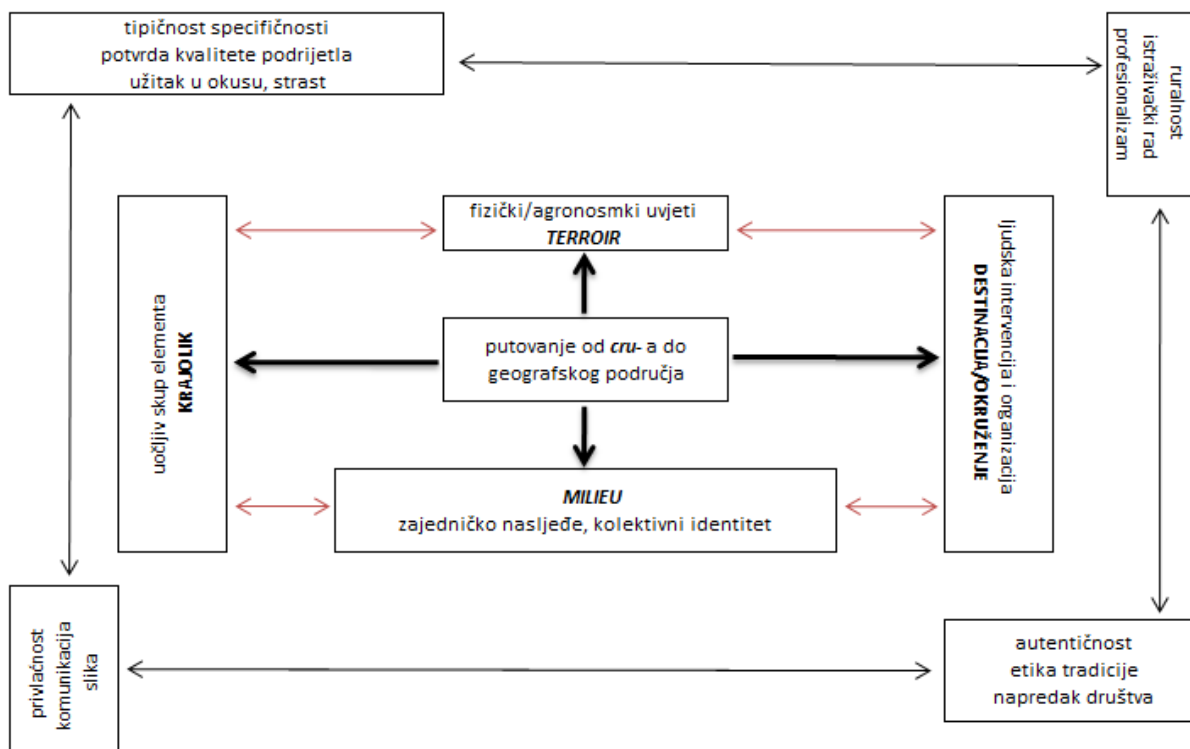 tipičnost specifičnosti
potvrda kvalitete podrijetla
užitak u okusu, strast
ruralnost
istraživački rad
profesionalizam
fizički/agronosmki uvjeti
TERROIR
uočljiv skup elementa
KRAJOLIK
putovanje od cru- a do
geografskog područja
ljudska intervencija i organizacija
DESTINACIJA/OKRUŽENJE
MILIEU
zajedničko nasljeđe, kolektivni identitet
privlačnost
komunikacija
slika
autentičnost
etika tradicije
napredak društva